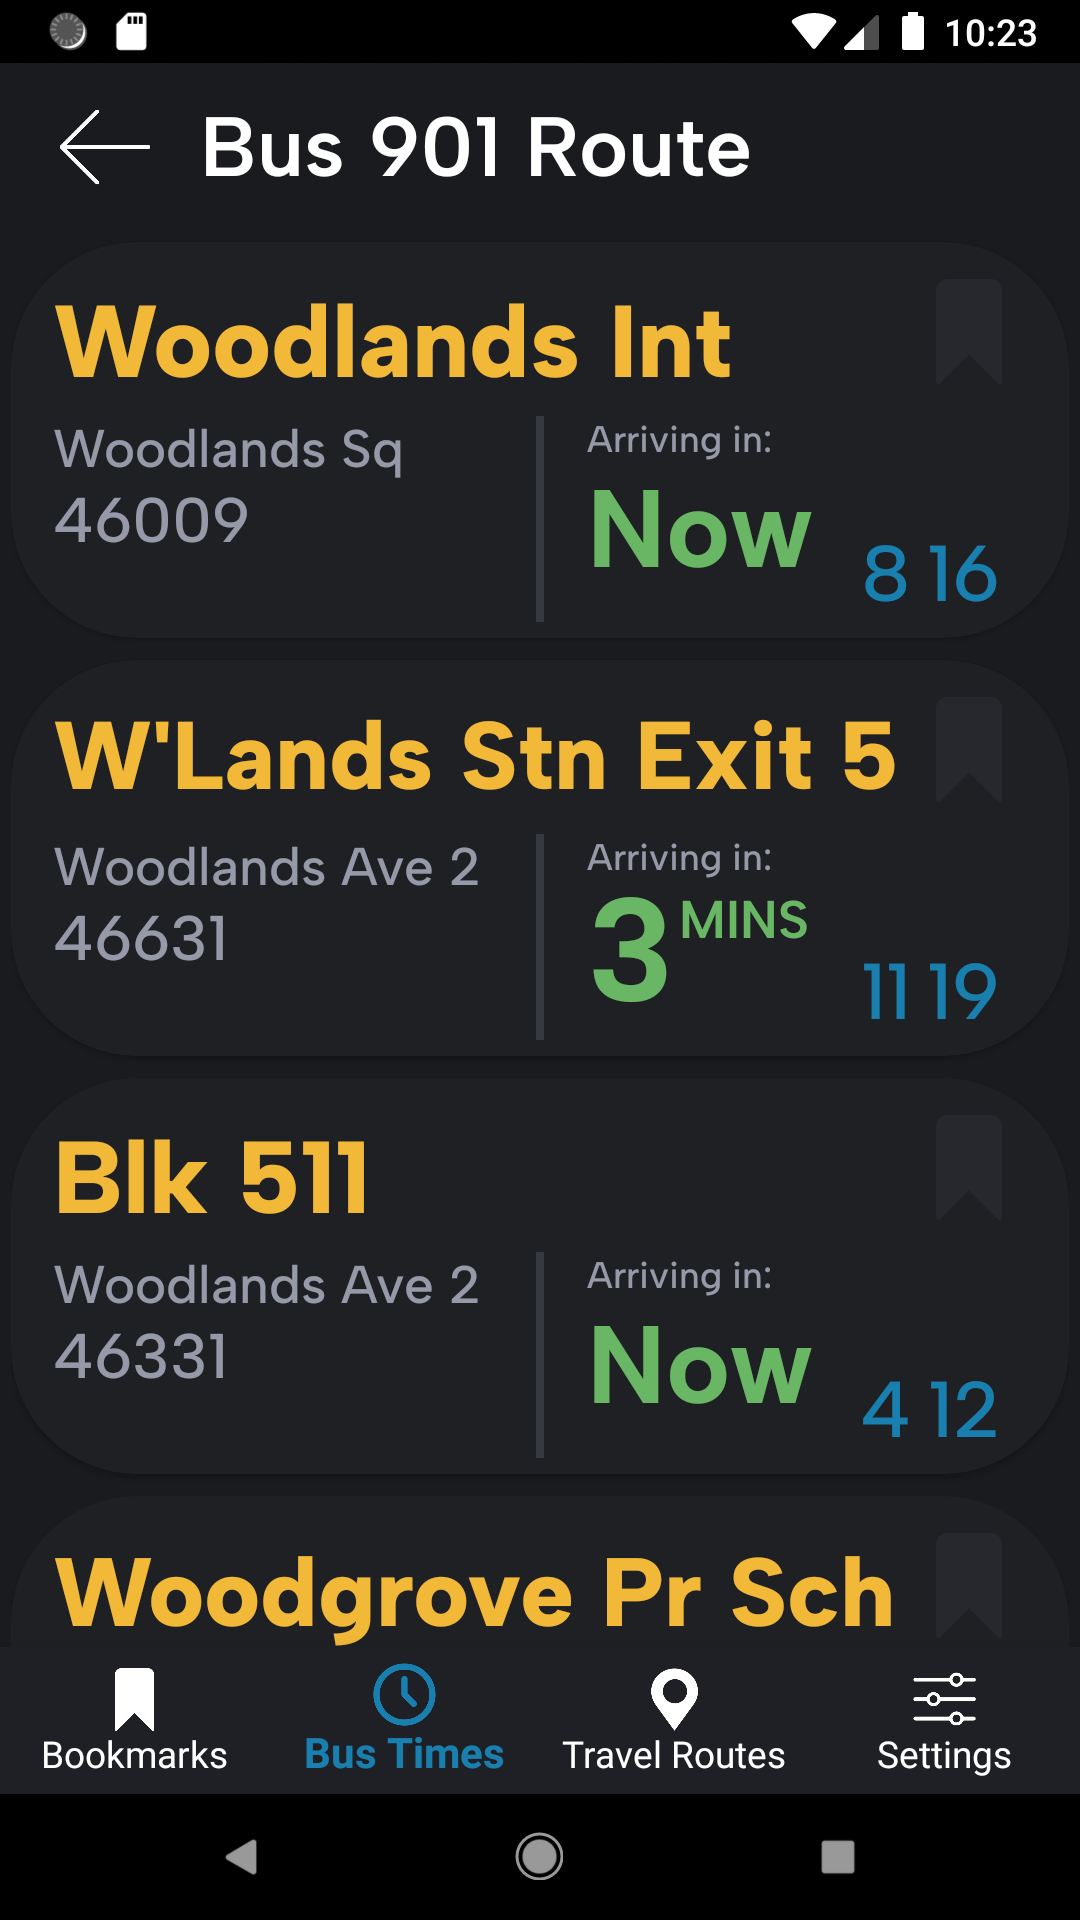 10:23
Bus 901 Route
Woodlands Int
Woodlands Sq
46009
Arriving in:
Now
8 16
W'Lands Stn Exit 5
Woodlands Ave 2
46631
Arriving in:
3 MINS
11 19
Blk 511
Woodlands Ave 2
46331
Arriving in:
Now
4 12
Woodgrove Pr Sch
Bookmarks
Bus Times
Travel Routes
Settings